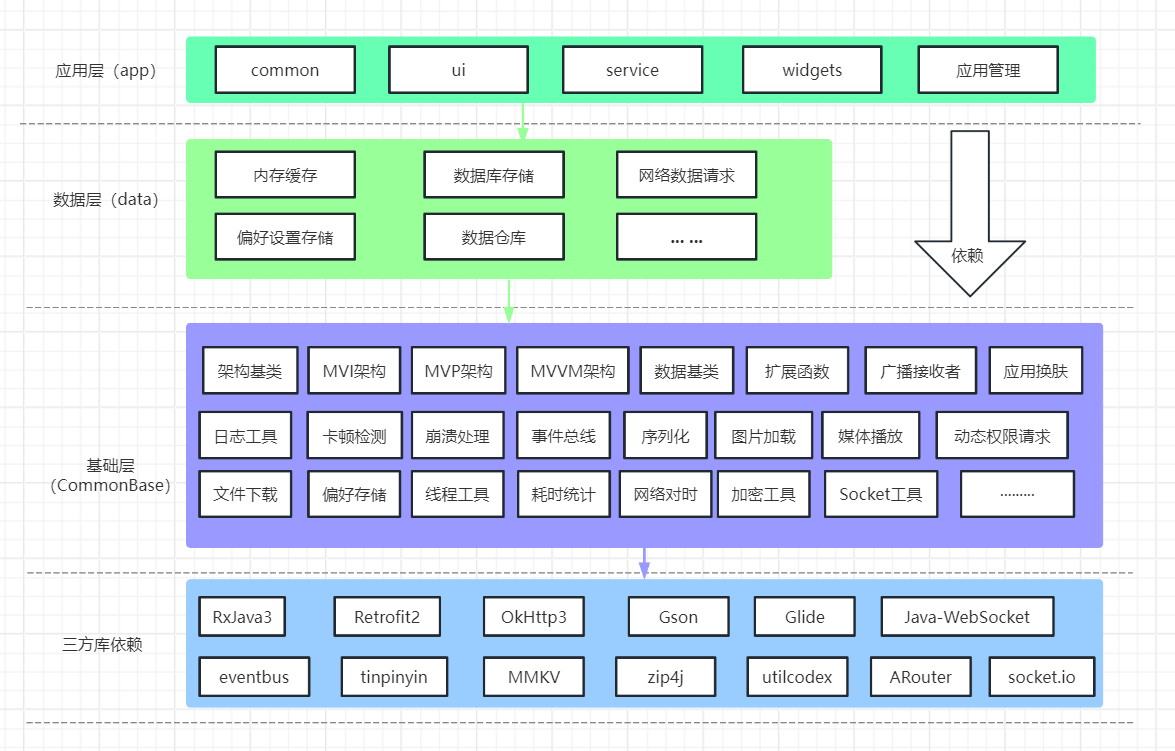 应用层（app）
common
ui
service
widgets
应用管理
数据层（data）
内存缓存
数据库存储
网络数据请求
偏好设置存储
数据仓库
... ...
依赖
基础层
（CommonBase）
架构基类
MVI架构
MVP架构
MVVM架构
数据基类
扩展函数
广播接收者
应用换肤
日志工具
卡顿检测
崩溃处理
事件总线
序列化
图片加载
媒体播放
动态权限请求
文件下载
偏好存储
线程工具
耗时统计
网络对时
加密工具
Socket工具
·········
三方库依赖
RxJava3
Retrofit2
OkHttp3
Gson
Glide
Java-WebSocket
eventbus
tinpinyin
MMKV
zip4j
utilcodex
ARouter
socket.io